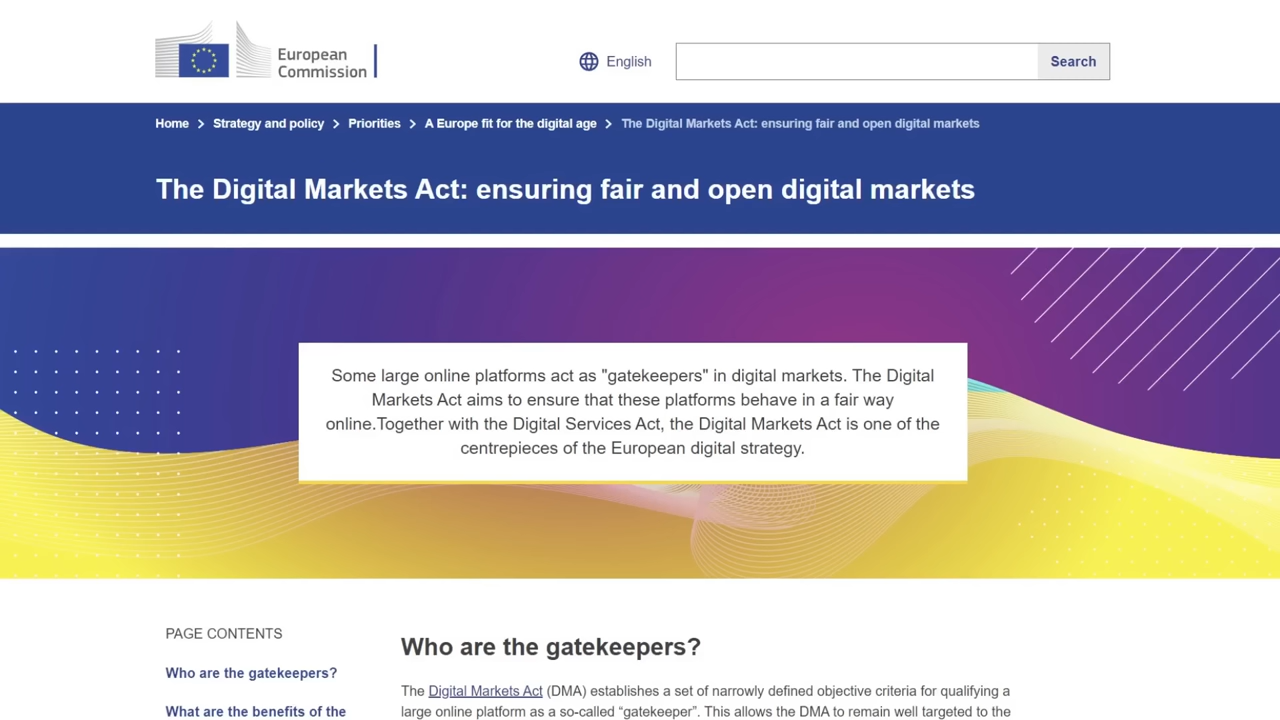 European
Commission
English
Search
Home
Strategy and policy
Priorities
A Europe fit for the digital age
The Digital Markets Act: ensuring fair and open digital markets
The Digital Markets Act: ensuring fair and open digital markets
Some large online platforms act as "gatekeepers" in digital markets. The Digital
Markets Act aims to ensure that these platforms behave in a fair way
online.Together with the Digital Services Act, the Digital Markets Act is one of the
centrepieces of the European digital strategy.
PAGE CONTENTS
Who are the gatekeepers?
What are the benefits of the
Who are the gatekeepers?
The Digital Markets Act (DMA) establishes a set of narrowly defined objective criteria for qualifying a
large online platform as a so-called “gatekeeper”. This allows the DMA to remain well targeted to the